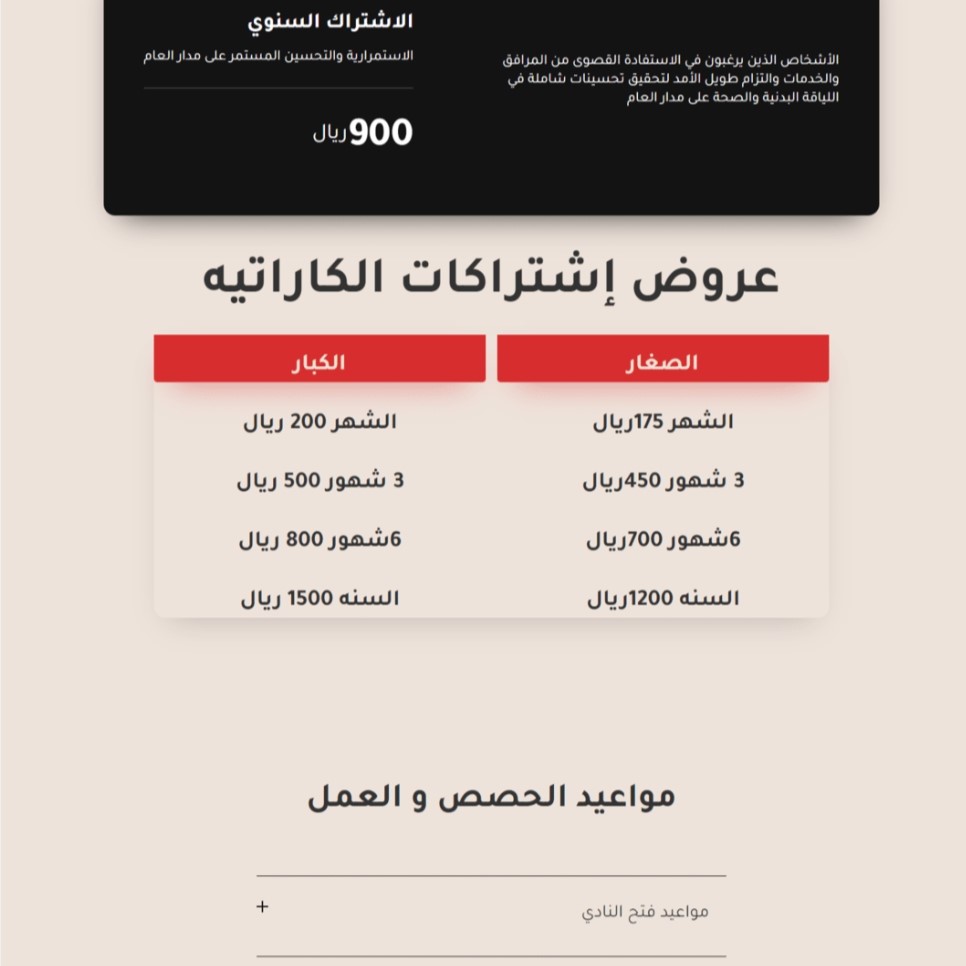 الاشتراك السنوي
الاستمرارية والتحسين المستمر على مدار العام
900ريال
الأشخاص الذين يرغبون في الاستفادة القصوى من المرافق
والخدمات والتزام طويل الأمد لتحقيق تحسينات شاملة في
اللياقة البدنية والصحة على مدار العام
عروض إشتراكات الكاراتيه
الصغار
الشهر 175ريال
3 شهور 450ريال
6شهور 700ريال
السنه 1200ريال
الكبار
الشهر 200 ريال
3 شهور 500 ريال
6شهور 800 ريال
السنه 1500 ريال
مواعيد الحصص و العمل
مواعيد فتح النادي
+